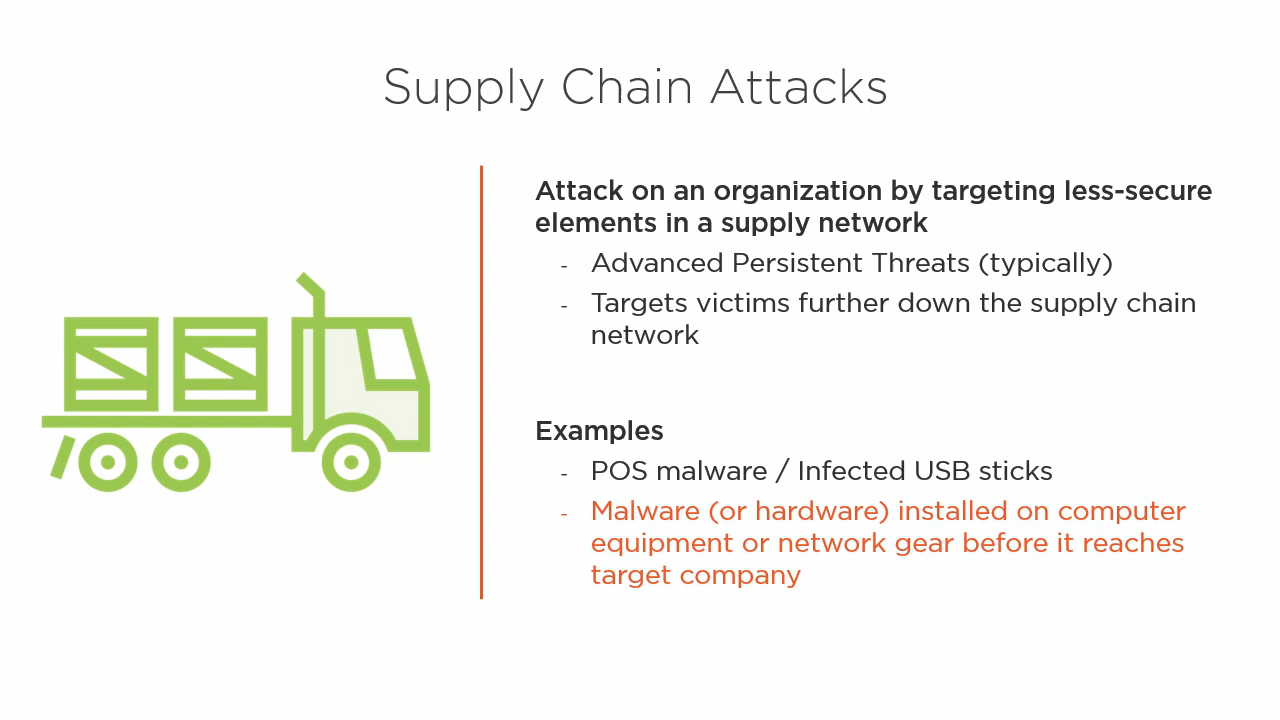 Supply Chain Attacks
Attack on an organization by targeting less-secure
elements in a supply network
- Advanced Persistent Threats (typically)
- Targets victims further down the supply chain
network
Examples
- POS malware / Infected USB sticks
- Malware (or hardware) installed on computer
equipment or network gear before it reaches
target company